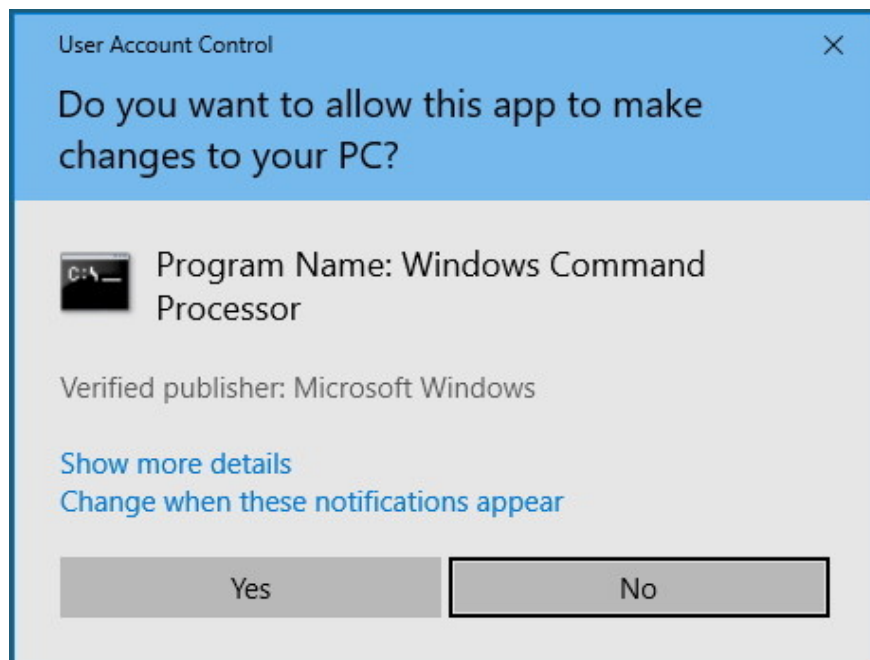 User Account Control
Do you want to allow this app to make
changes to your PC?
C:\_
Program Name: Windows Command
Processor
Verified publisher: Microsoft Windows
Show more details
Change when these notifications appear
Yes
No